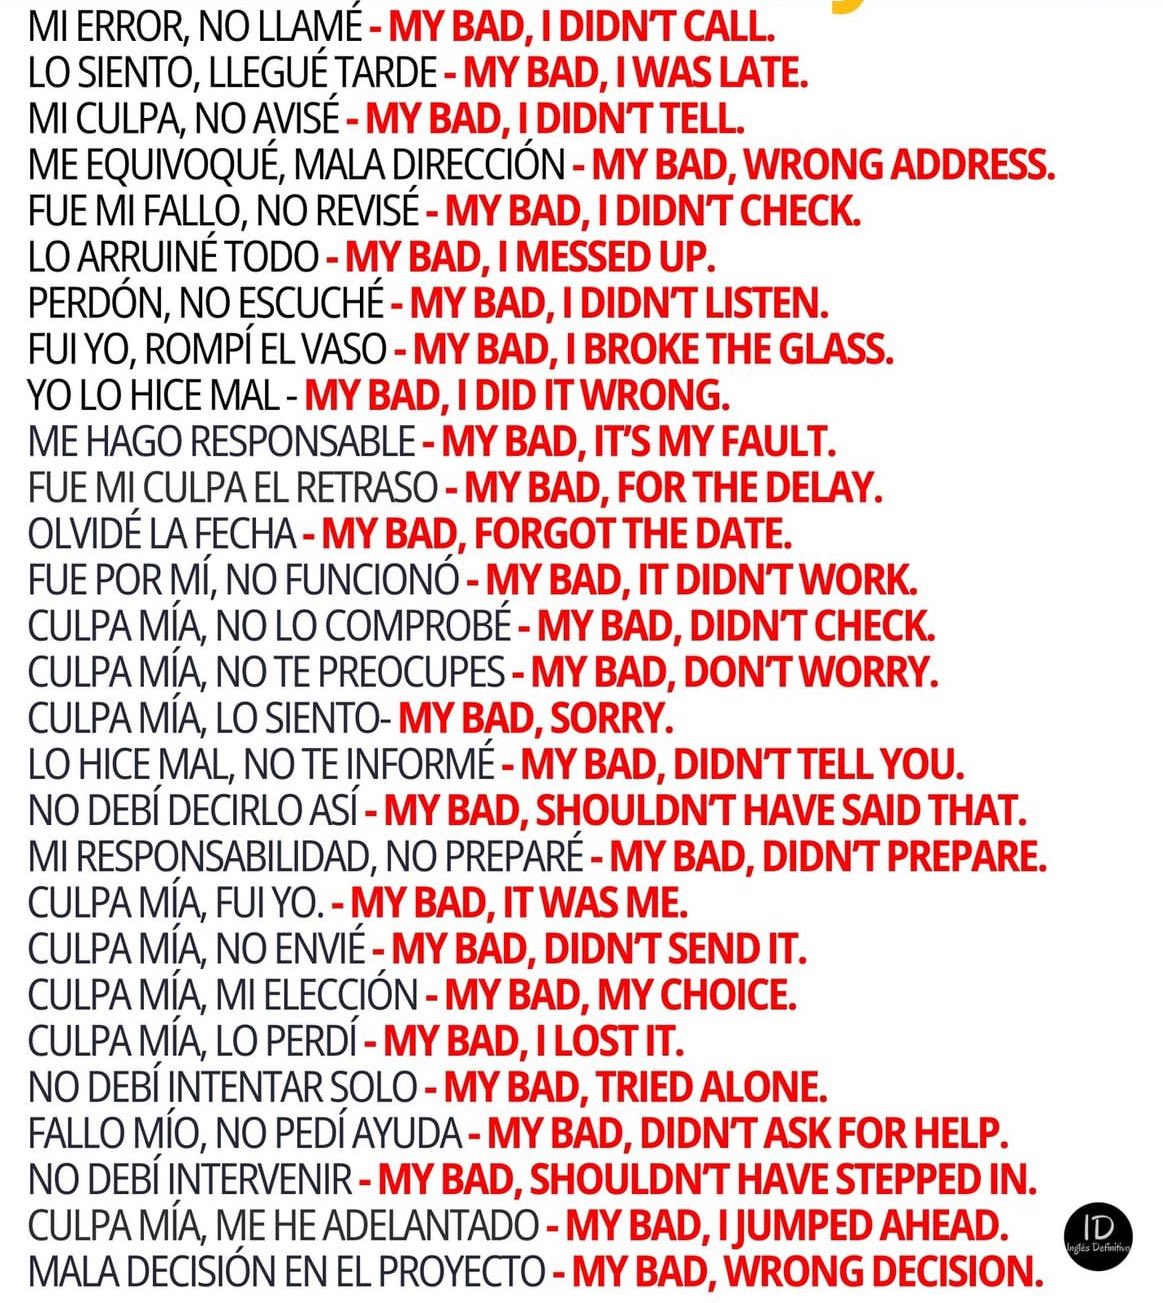 MI ERROR, NO LLAMÉ - MY BAD, I DIDN'T CALL.
LO SIENTO, LLEGUÉ TARDE - MY BAD, I WAS LATE.
MI CULPA, NO AVISÉ - MY BAD, I DIDN'T TELL.
ME EQUIVOQUÉ, MALA DIRECCIÓN - MY BAD, WRONG ADDRESS.
FUE MI FALLO, NO REVISÉ - MY BAD, I DIDN'T CHECK.
LO ARRUINÉ TODO - MY BAD, I MESSED UP.
PERDÓN, NO ESCUCHÉ - MY BAD, I DIDN'T LISTEN.
FUI YO, ROMPÍ EL VASO - MY BAD, I BROKE THE GLASS.
YO LO HICE MAL - MY BAD, I DID IT WRONG.
ME HAGO RESPONSABLE - MY BAD, IT'S MY FAULT.
FUE MI CULPA EL RETRASO - MY BAD, FOR THE DELAY.
OLVIDÉ LA FECHA - MY BAD, FORGOT THE DATE.
FUE POR MÍ, NO FUNCIONÓ - MY BAD, IT DIDN'T WORK.
CULPA MÍA, NO LO COMPROBÉ - MY BAD, DIDN'T CHECK.
CULPA MÍA, NO TE PREOCUPES - MY BAD, DON'T WORRY.
CULPA MÍA, LO SIENTO- MY BAD, SORRY.
LO HICE MAL, NO TE INFORMÉ - MY BAD, DIDN'T TELL YOU.
NO DEBÍ DECIRLO ASÍ - MY BAD, SHOULDN'T HAVE SAID THAT.
MI RESPONSABILIDAD, NO PREPARÉ - MY BAD, DIDN'T PREPARE.
CULPA MÍA, FUI YO. - MY BAD, IT WAS ME.
CULPA MÍA, NO ENVIÉ - MY BAD, DIDN'T SEND IT.
CULPA MÍA, MI ELECCIÓN - MY BAD, MY CHOICE.
CULPA MÍA, LO PERDÍ - MY BAD, I LOST IT.
NO DEBÍ INTENTAR SOLO - MY BAD, TRIED ALONE.
FALLO MÍO, NO PEDÍ AYUDA - MY BAD, DIDN'T ASK FOR HELP.
NO DEBÍ INTERVENIR - MY BAD, SHOULDN'T HAVE STEPPED IN.
CULPA MÍA, ME HE ADELANTADO - MY BAD, I JUMPED AHEAD.
ID
Inglés Definitivo
MALA DECISIÓN EN EL PROYECTO - MY BAD, WRONG DECISION.